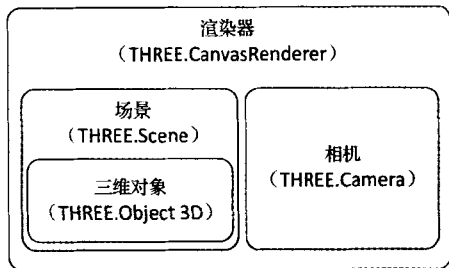 渲染器
（THREE.CanvasRenderer）
场景
（THREE.Scene）
三维对象
（THREE.Object 3D）
相机
（THREE.Camera）